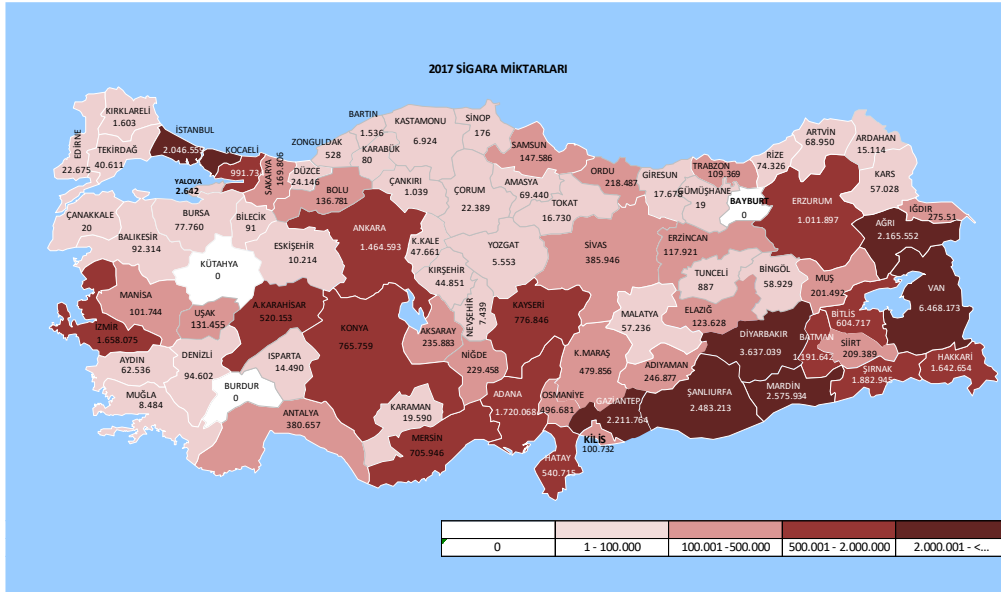 2017 SİGARA MİKTARLARI
KIRKLARELİ
1.603
EDİRNE
22.675
TEKİRDAĞ
40.611
İSTANBUL
2.046.559
KOCAELİ
991.73
YALOVA
2.642
SAKARYA
169.806
DÜZCE
24.146
ZONGULDAK
528
BARTIN
1.536
KARABÜK
80
KASTAMONU
6.924
SİNOP
176
SAMSUN
147.586
ORDU
218.487
GİRESUN
17.678
TRABZON
109.369
GÜMÜŞHANE
19
BAYBURT
0
RİZE
74.326
ARTVİN
68.950
ARDAHAN
15.114
KARS
57.028
IĞDIR
275.51
AĞRI
2.165.552
ERZURUM
1.011.897
ERZİNCAN
117.921
BOLU
136.781
ÇANKIRI
1.039
ÇORUM
22.389
AMASYA
69.440
TOKAT
16.730
ÇANAKKALE
20
BALIKESİR
92.314
BURSA
77.760
BİLECİK
91
ESKİŞEHİR
10.214
ANKARA
1.464.593
K.KALE
47.661
KIRŞEHİR
44.851
YOZGAT
5.553
SİVAS
385.946
TUNCELİ
887
BİNGÖL
58.929
MUŞ
201.492
VAN
6.468.173
KÜTAHYA
0
MANİSA
101.744
UŞAK
131.455
A.KARAHİSAR
520.153
İZMİR
1.658.075
KONYA
765.759
AKSARAY
235.883
NEVŞEHİR
7.439
KAYSERİ
776.846
MALATYA
57.236
ELAZIĞ
123.628
DİYARBAKIR
3.637.039
BATMAN
1.191.642
BİTLİS
604.717
SİİRT
209.389
HAKKARİ
1.642.654
ŞIRNAK
1.882.945
AYDIN
62.536
DENİZLİ
94.602
ISPARTA
14.490
BURDUR
0
MUĞLA
8.484
ANTALYA
380.657
KARAMAN
19.590
MERSİN
705.946
NİĞDE
229.458
ADANA
1.720.068
K.MARAŞ
479.856
OSMANİYE
496.681
GAZİANTEP
2.211.764
ADIYAMAN
246.877
ŞANLIURFA
2.483.213
MARDİN
2.575.934
KİLİS
100.732
HATAY
540.715
0
1 - 100.000
100.001 -500.000
500.001 - 2.000.000
2.000.001 - <...